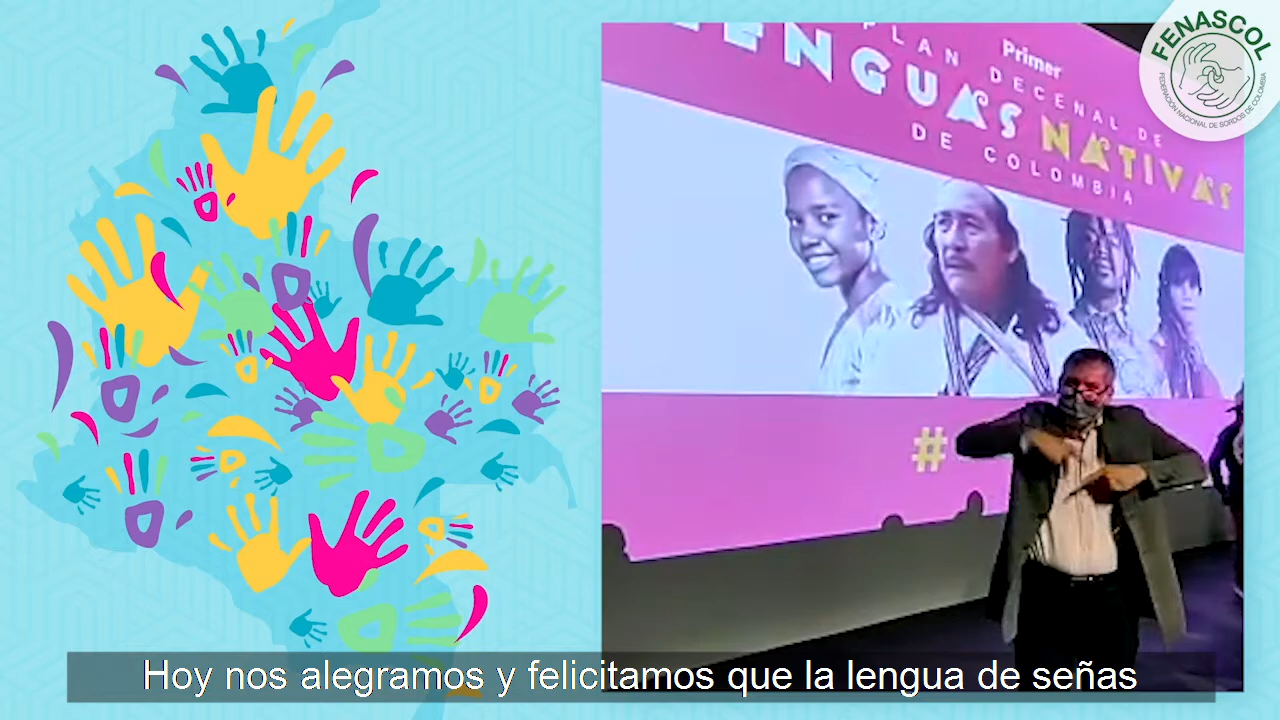 Primer
PLAN DECENAL DE
LENGUAS NATIVAS
DE COLOMBIA
#
FENASCOL
FEDERACIÓN NACIONAL DE SORDOS DE COLOMBIA
Hoy nos alegramos y felicitamos que la lengua de señas